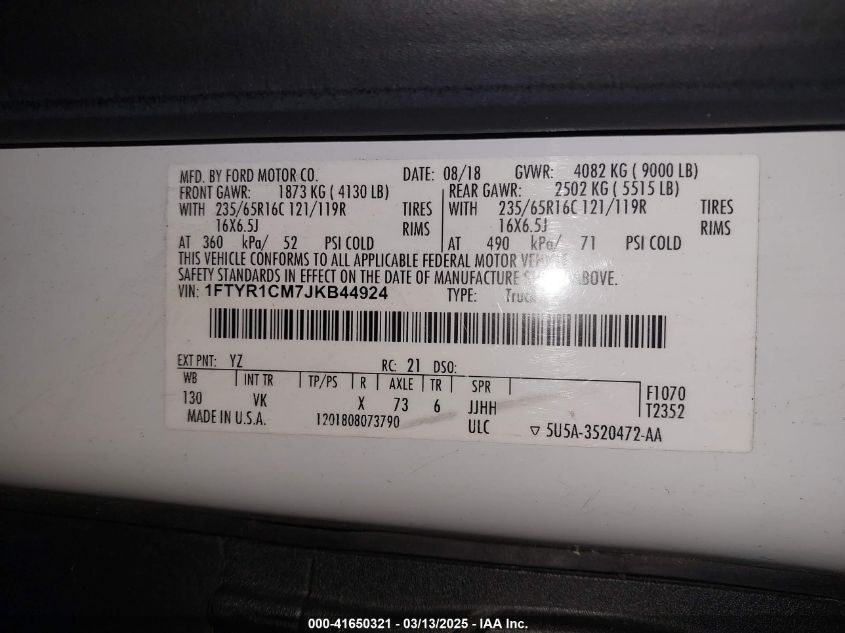 MFD. BY FORD MOTOR CO. DATE: 08/18 GVWR: 4082 KG ( 9000 LB)
FRONT GAWR: 1873 KG ( 4130 LB) REAR GAWR: 2502 KG ( 5515 LB)
WITH 235/65R16C 121/119R TIRES WITH 235/65R16C 121/119R TIRES
16X6.5J RIMS 16X6.5J RIMS
AT 360 kPa/ 52 PSI COLD AT 490 kPa/ 71 PSI COLD
THIS VEHICLE CONFORMS TO ALL APPLICABLE FEDERAL MOTOR
SAFETY STANDARDS IN EFFECT ON THE DATE OF MANUFACTURE ABOVE.
VIN: 1FTYR1CM7JKB44924 TYPE: Truck
EXT PNT: YZ RC: 21 DSO:
WB INT TR TP/PS R AXLE TR SPR F1070
130 VK X 73 6 JJHH T2352
MADE IN U.S.A. 1201808073790 ULC ▽ 5U5A-3520472-AA
000-41650321 / 03/13/2025 - IAA Inc.